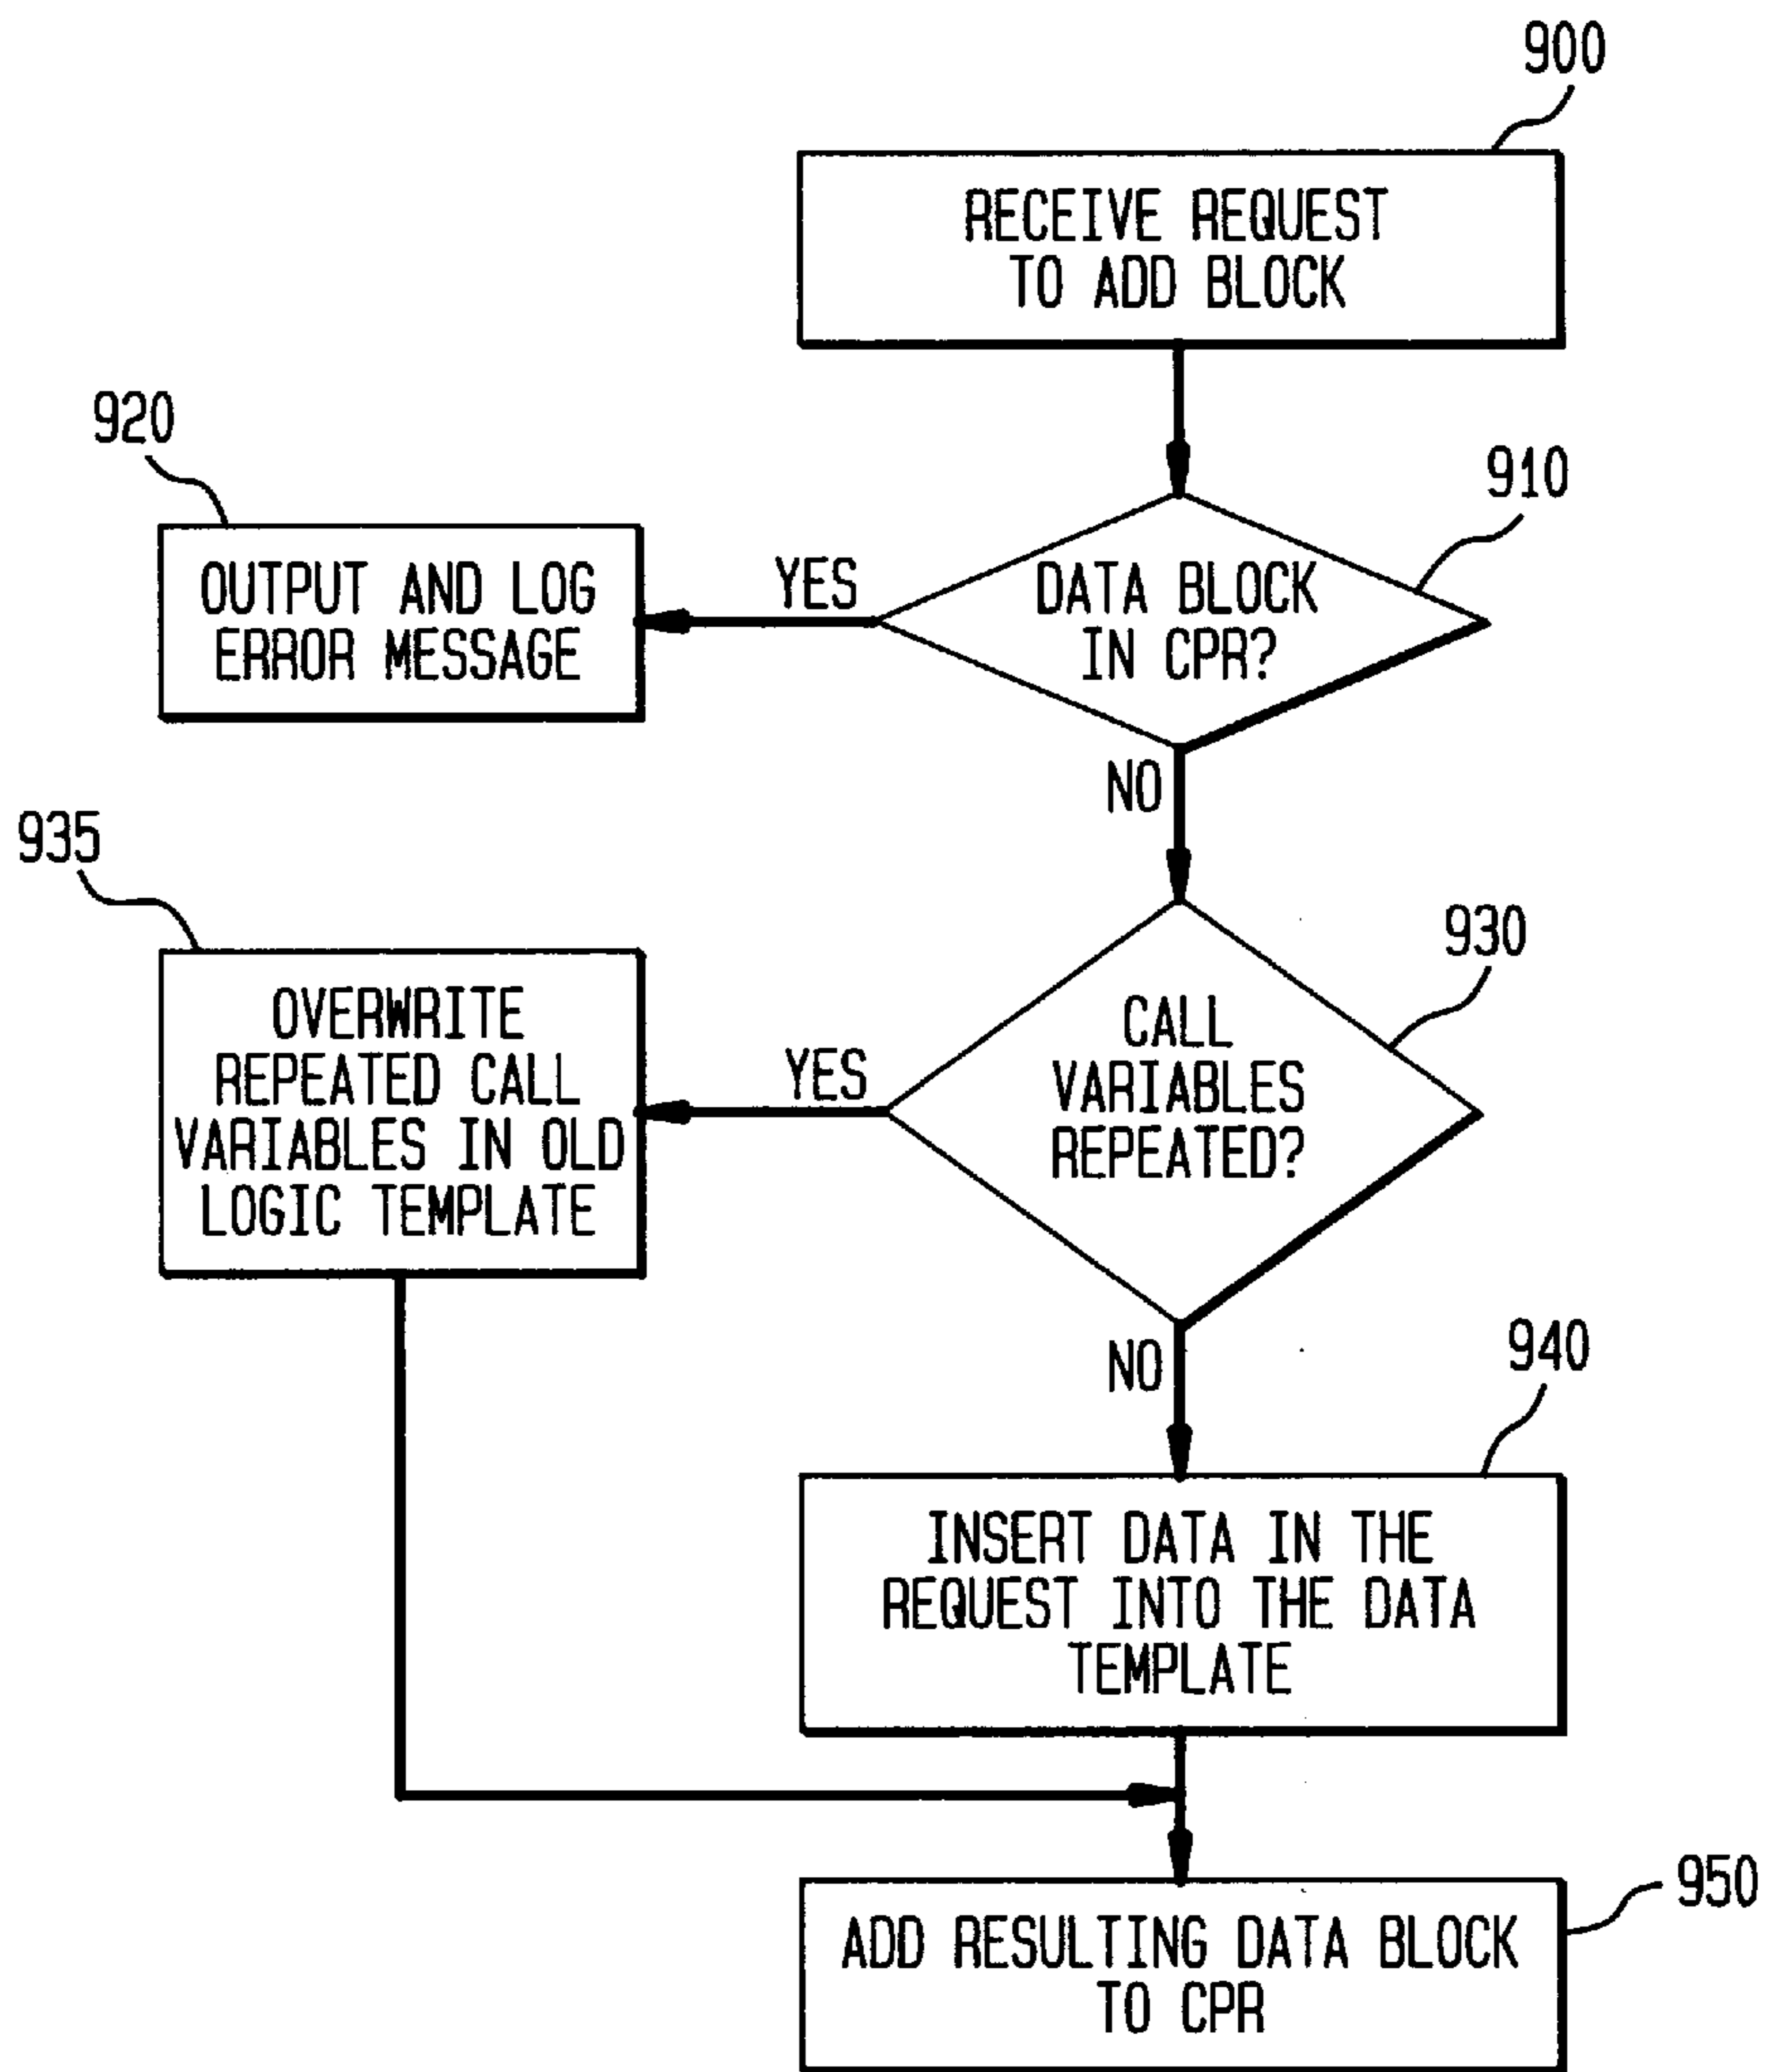 900
RECEIVE REQUEST
TO ADD BLOCK
920
910
OUTPUT AND LOG
ERROR MESSAGE
YES
DATA BLOCK
IN CPR?
NO
935
930
OVERWRITE
REPEATED CALL
VARIABLES IN OLD
LOGIC TEMPLATE
YES
CALL
VARIABLES
REPEATED?
NO
940
INSERT DATA IN THE
REQUEST INTO THE DATA
TEMPLATE
950
ADD RESULTING DATA BLOCK
TO CPR